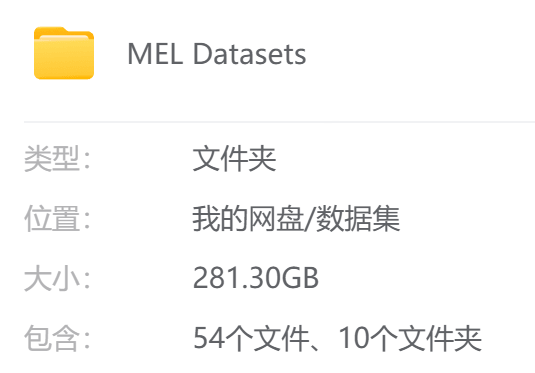 MEL Datasets
类型： 文件夹
位置： 我的网盘/数据集
大小： 281.30GB
包含： 54个文件、10个文件夹